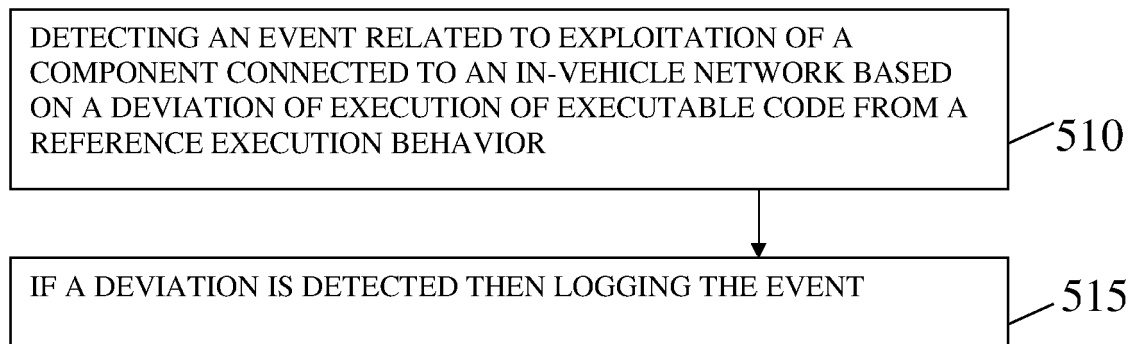 DETECTING AN EVENT RELATED TO EXPLOITATION OF A
COMPONENT CONNECTED TO AN IN-VEHICLE NETWORK BASED
ON A DEVIATION OF EXECUTION OF EXECUTABLE CODE FROM A
REFERENCE EXECUTION BEHAVIOR
510
IF A DEVIATION IS DETECTED THEN LOGGING THE EVENT
515